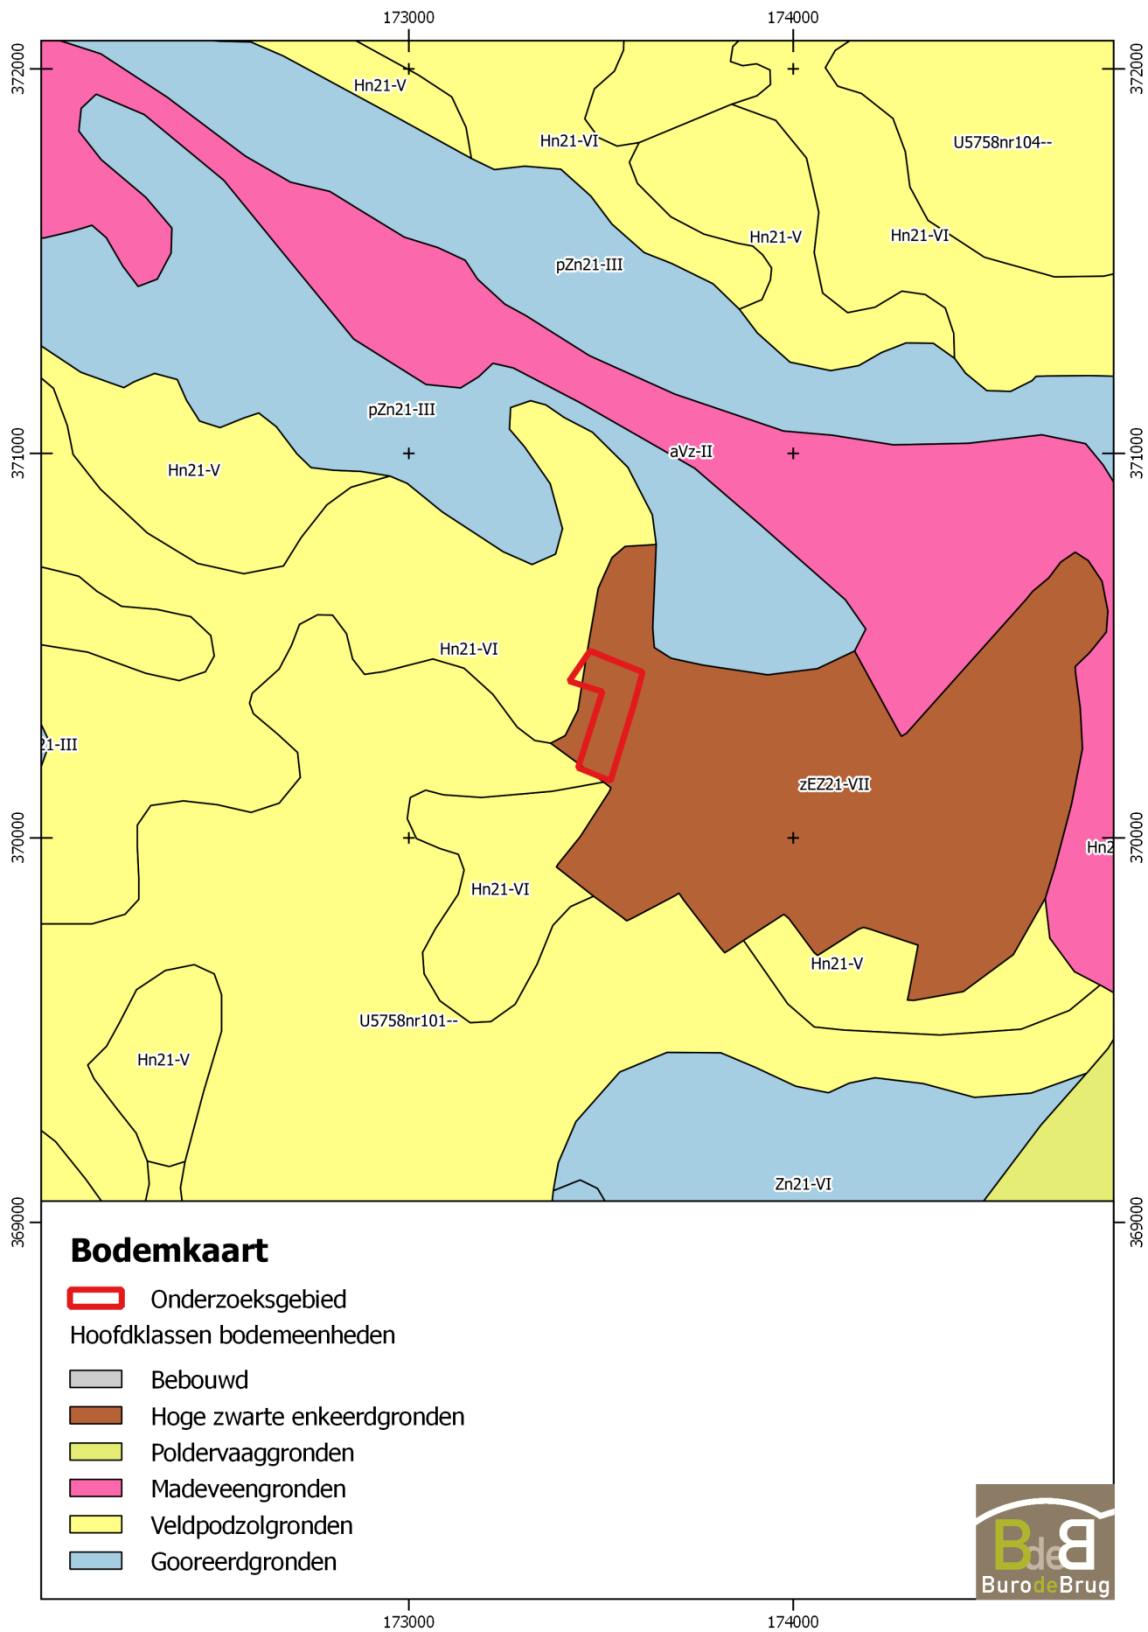 173000
174000
372000
372000
Hn21-V
Hn21-VI
U5758nr104--
Hn21-V
Hn21-VI
pZn21-III
pZn21-III
aVz-II
371000
371000
Hn21-V
Hn21-VI
21-III
zEZ21-VII
370000
370000
Hn2
Hn21-VI
Hn21-V
U5758nr101--
Hn21-V
Zn21-VI
369000
369000
Bodemkaart
Onderzoeksgebied
Hoofdklassen bodemeenheden
Bebouwd
Hoge zwarte enkeerdgronden
Poldervaaggronden
Madeveengronden
Veldpodzolgronden
Gooreerdgronden
BdeB
BurodeBrug
173000
174000